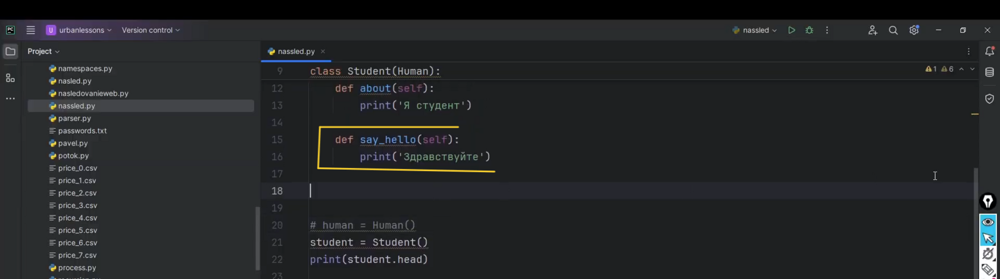 PC
U urbanlessons
Version control
nassled
Project
nassled.py
namespaces.py
nasled.py
nasledovanieweb.py
nassled.py
parser.py
passwords.txt
pavel.py
potok.py
price_0.csv
price_1.csv
price_2.csv
price_3.csv
price_4.csv
price_5.csv
price_6.csv
price_7.csv
process.py
9 class Student(Human):
1 6
12 def about(self):
13 print('Я студент')
14
15 def say_hello(self):
16 print('Здравствуйте')
17
18
19
20 # human = Human()
21 student = Student()
22 print(student.head)
23